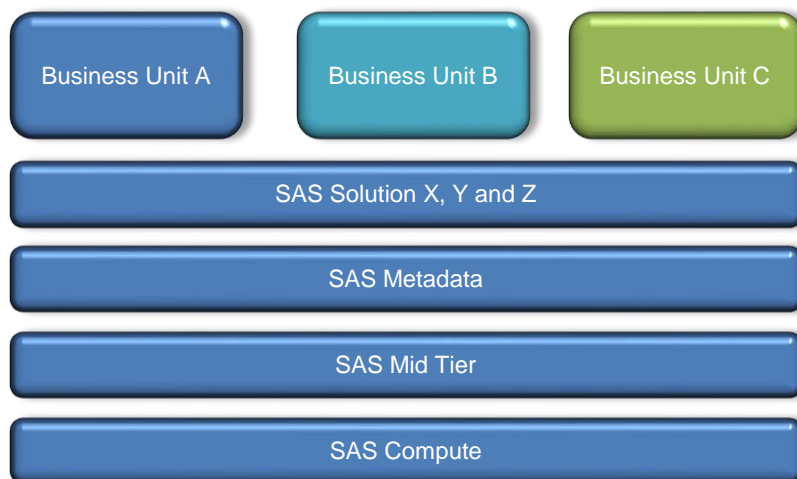 Business Unit A
Business Unit B
Business Unit C
SAS Solution X, Y and Z
SAS Metadata
SAS Mid Tier
SAS Compute